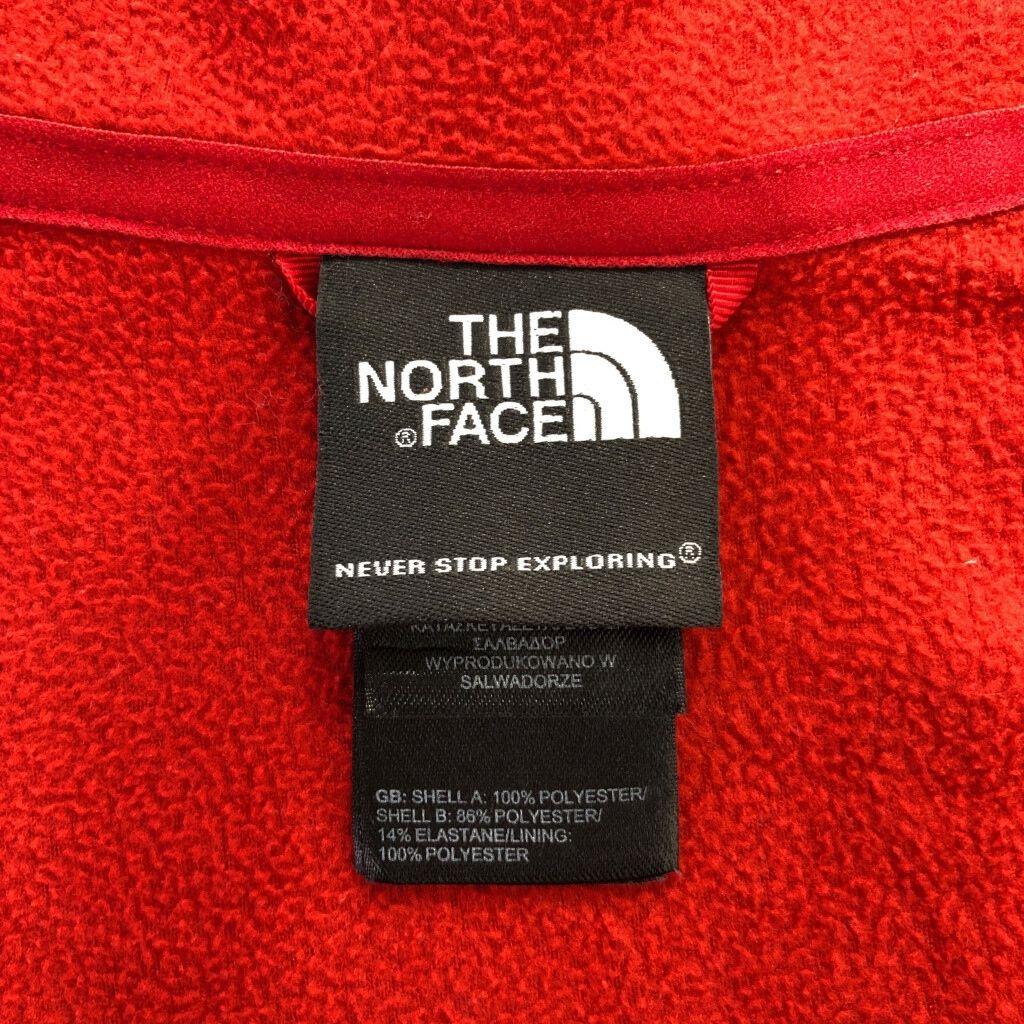 THE
NORTH
® FACE
NEVER STOP EXPLORING®
ΣΑΛΒΑΔΟΡ
WYPRODUKOWANO W
SALWADORZE
GB: SHELL A: 100% POLYESTER/
SHELL B: 86% POLYESTER/
14% ELASTANE/LINING:
100% POLYESTER